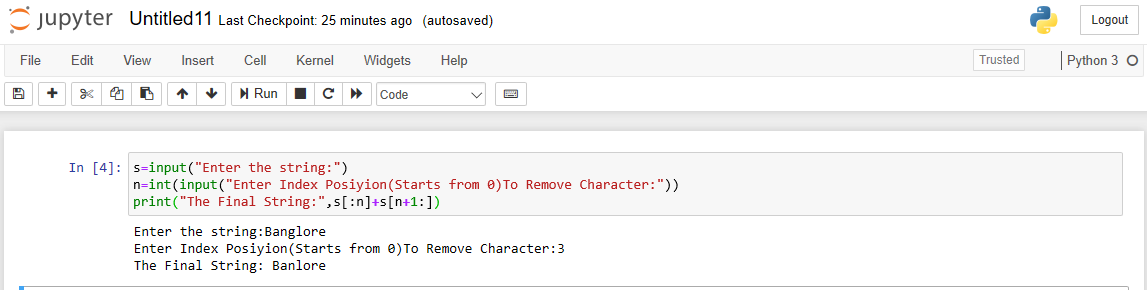 jupyter Untitled11 Last Checkpoint: 25 minutes ago (autosaved) Logout
File Edit View Insert Cell Kernel Widgets Help Trusted Python 3
Run Code
In [4]: s=input("Enter the string:")
n=int(input("Enter Index Posiyion(Starts from 0)To Remove Character:"))
print("The Final String:",s[:n]+s[n+1:])
Enter the string:Banglore
Enter Index Posiyion(Starts from 0)To Remove Character:3
The Final String: Banlore